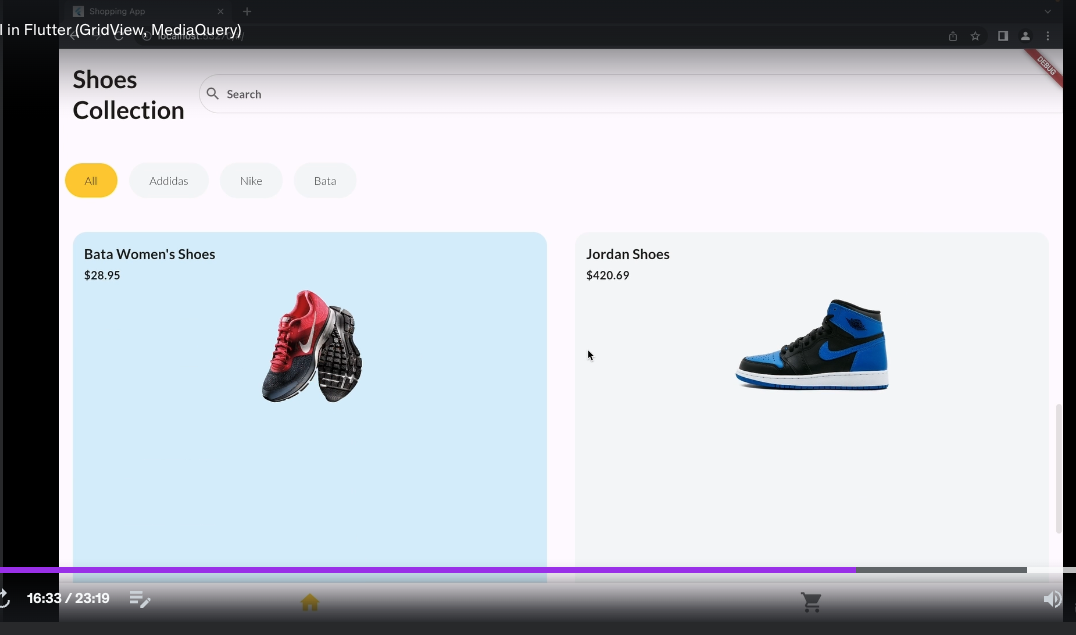 Shopping App
l in Flutter (GridView, MediaQuery)
Shoes
Collection
Search
DEBUG
All
Addidas
Nike
Bata
Bata Women's Shoes
$28.95
Jordan Shoes
$420.69
16:33 / 23:19